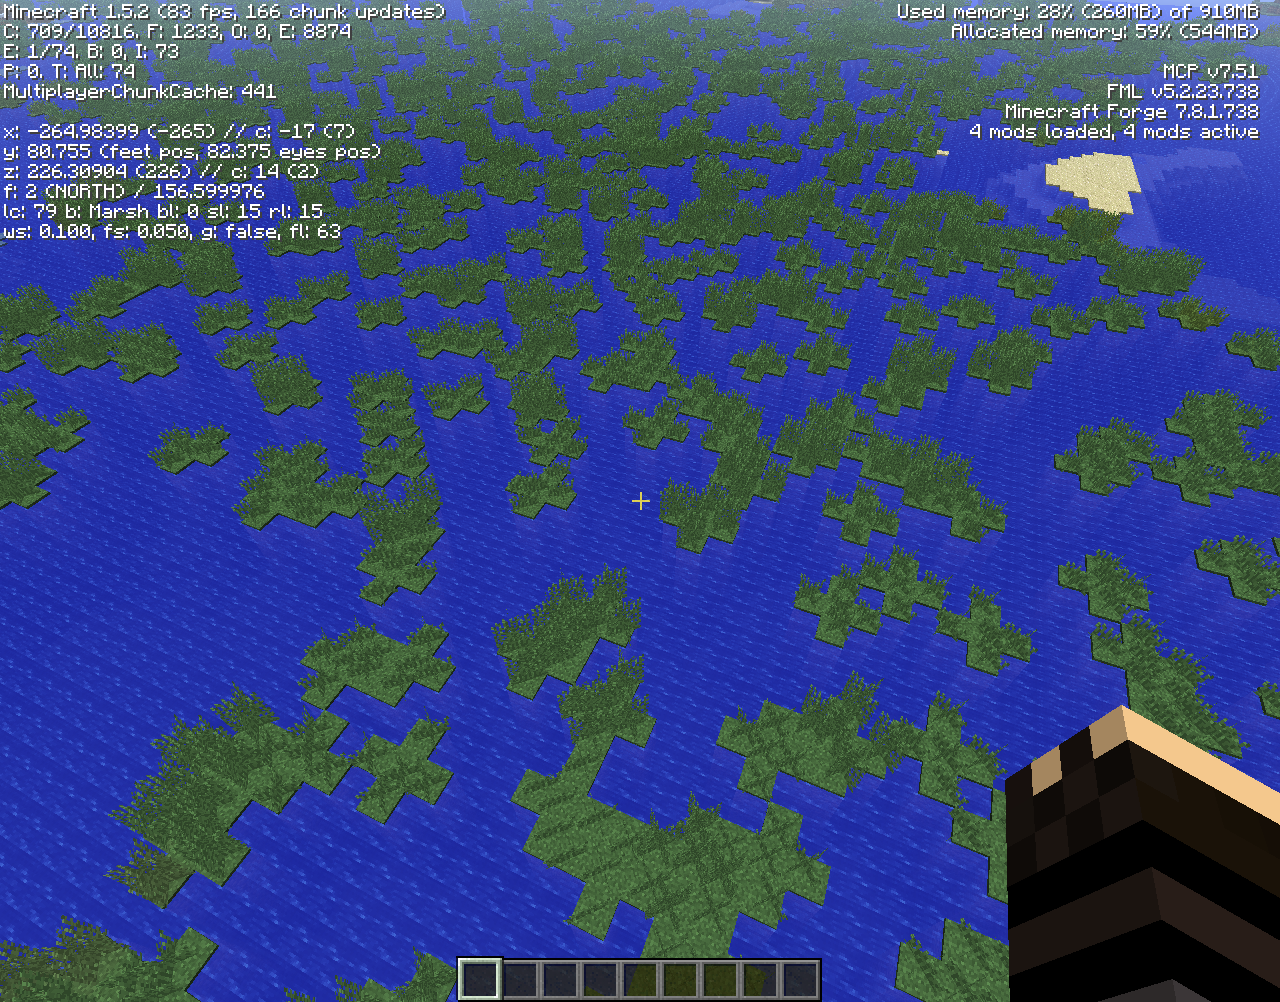 Minecraft 1.5.2 (83 fps, 166 chunk updates)
C: 709/10816. F: 1233, O: 0, E: 8874
E: 1/74, B: 0, I: 73
P: 0, T: All: 74
MultiplayerChunkCache: 441
x: -264.98399 (-265) // c: -17 (7)
y: 80.755 (feet pos, 82.375 eyes pos)
z: 226.30904 (226) // c: 14 (2)
f: 2 (NORTH) / 156.599976
lc: 79 b: Marsh bl: 0 sl: 15 rl: 15
ws: 0.100, fs: 0.050, g: false, fl: 63
Used memory: 28% (260MB) of 910MB
Allocated memory: 59% (544MB)
MCP v7.51
FML v5.2.23.738
Minecraft Forge 7.8.1.738
4 mods loaded, 4 mods active